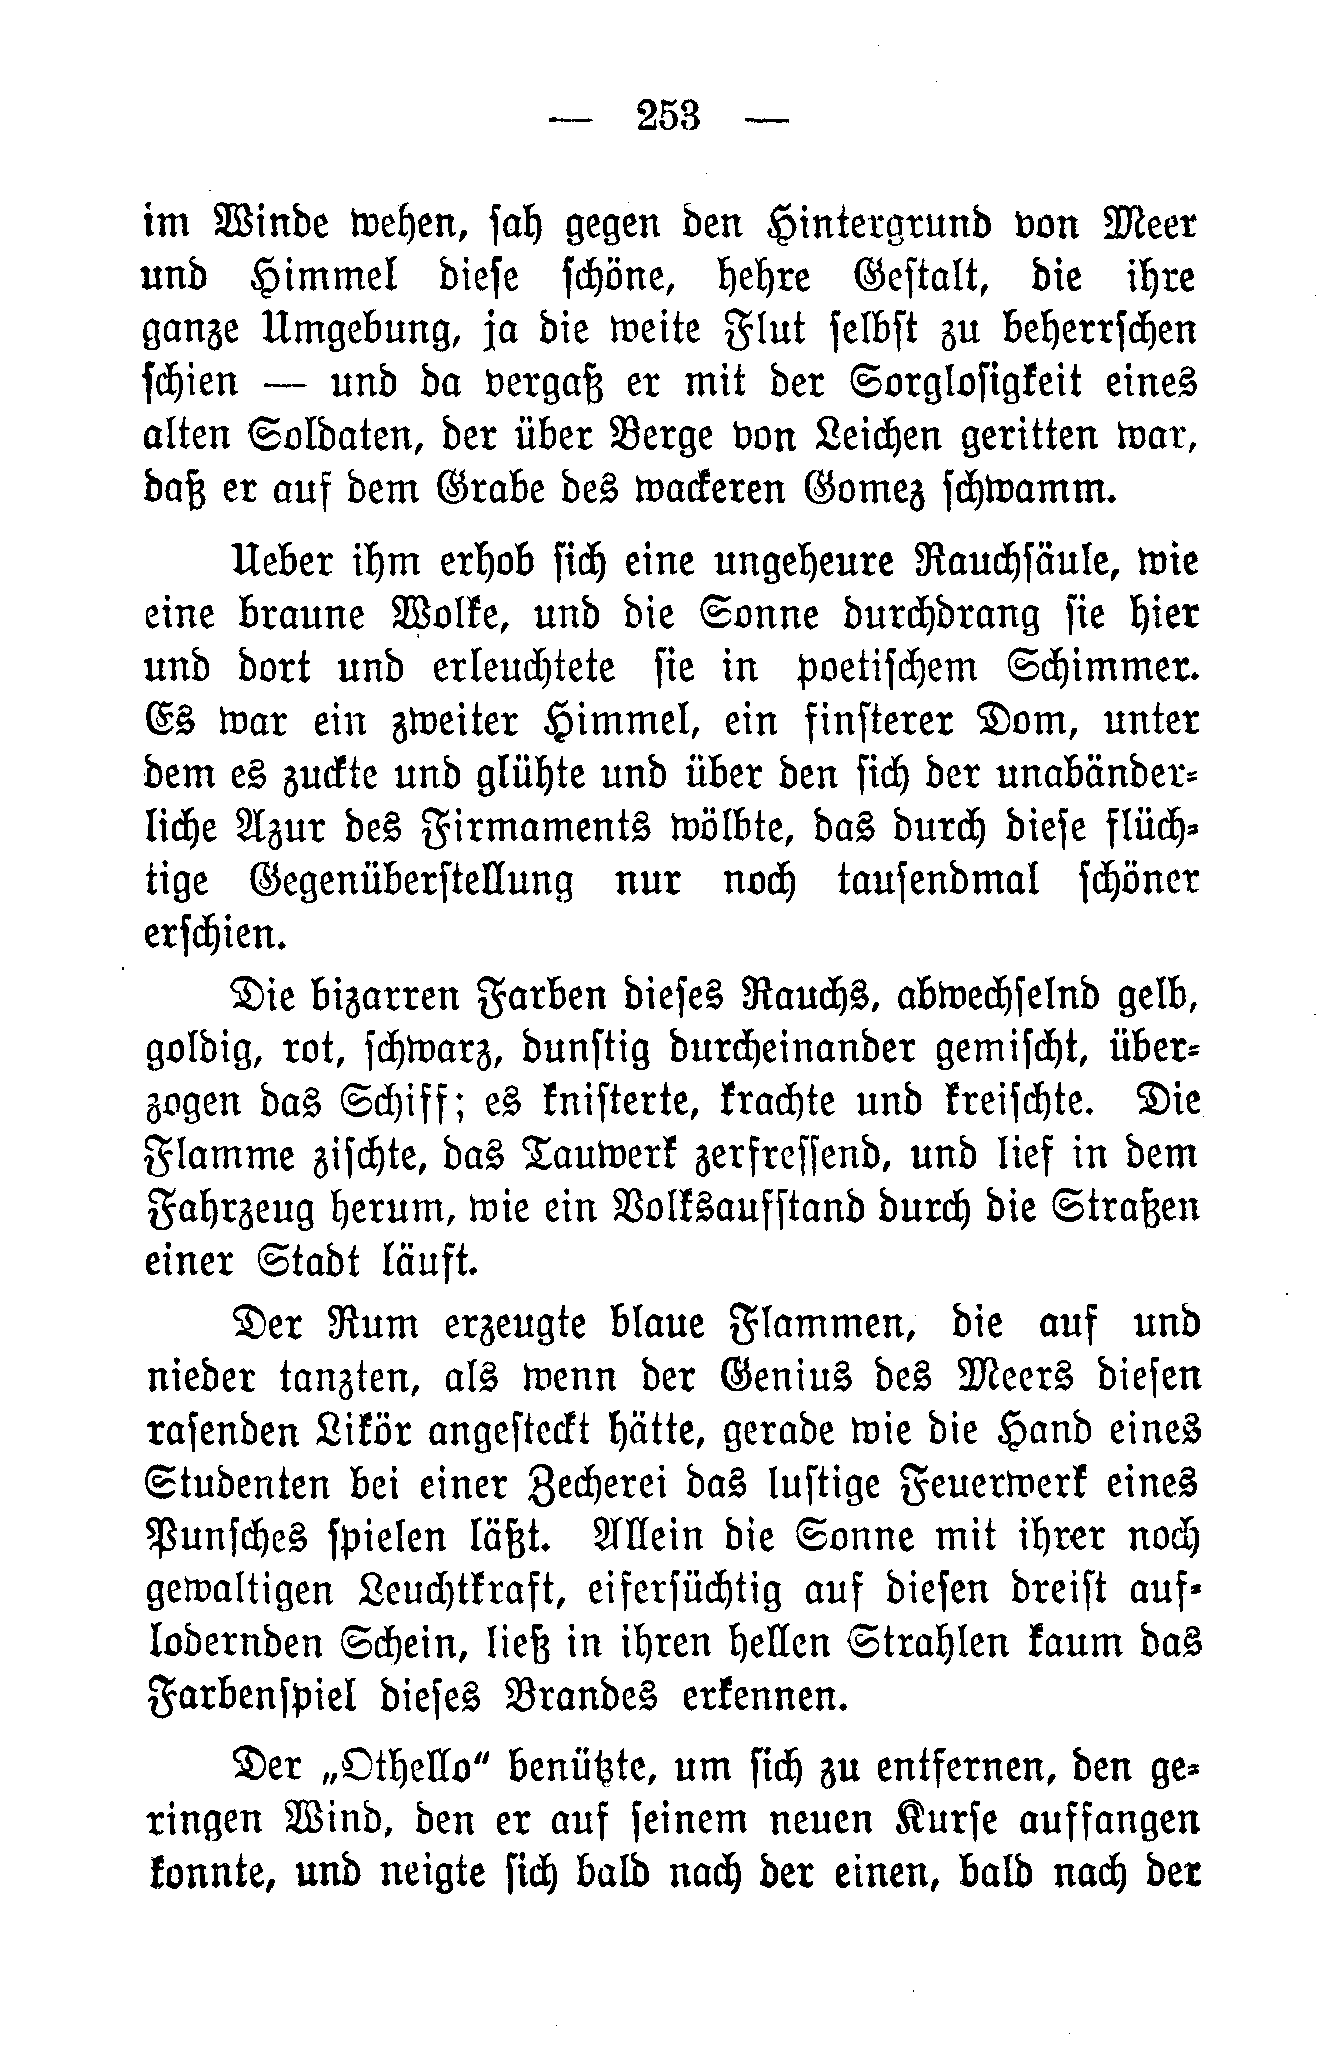 — 253 —
im Winde wehen, sah gegen den Hintergrund von Meer
und Himmel diese schöne, hehre Gestalt, die ihre
ganze Umgebung, ja die weite Flut selbst zu beherrschen
schien — und da vergaß er mit der Sorglosigkeit eines
alten Soldaten, der über Berge von Leichen geritten war,
daß er auf dem Grabe des wackeren Gomez schwamm.
Ueber ihm erhob sich eine ungeheure Rauchsäule, wie
eine braune Wolke, und die Sonne durchdrang sie hier
und dort und erleuchtete sie in poetischem Schimmer.
Es war ein zweiter Himmel, ein finsterer Dom, unter
dem es zuckte und glühte und über den sich der unabänder-
liche Azur des Firmaments wölbte, das durch diese flüch-
tige Gegenüberstellung nur noch tausendmal schöner
erschien.
Die bizarren Farben dieses Rauchs, abwechselnd gelb,
goldig, rot, schwarz, dunstig durcheinander gemischt, über-
zogen das Schiff; es knisterte, krachte und kreischte. Die
Flamme zischte, das Tauwerk zerfressend, und lief in dem
Fahrzeug herum, wie ein Volksaufstand durch die Straßen
einer Stadt läuft.
Der Rum erzeugte blaue Flammen, die auf und
nieder tanzten, als wenn der Genius des Meers diesen
rasenden Likör angesteckt hätte, gerade wie die Hand eines
Studenten bei einer Zecherei das lustige Feuerwerk eines
Punsches spielen läßt. Allein die Sonne mit ihrer noch
gewaltigen Leuchtkraft, eifersüchtig auf diesen dreist auf-
lodernden Schein, ließ in ihren hellen Strahlen kaum das
Farbenspiel dieses Brandes erkennen.
Der „Othello" benützte, um sich zu entfernen, den ge-
ringen Wind, den er auf seinem neuen Kurse auffangen
konnte, und neigte sich bald nach der einen, bald nach der